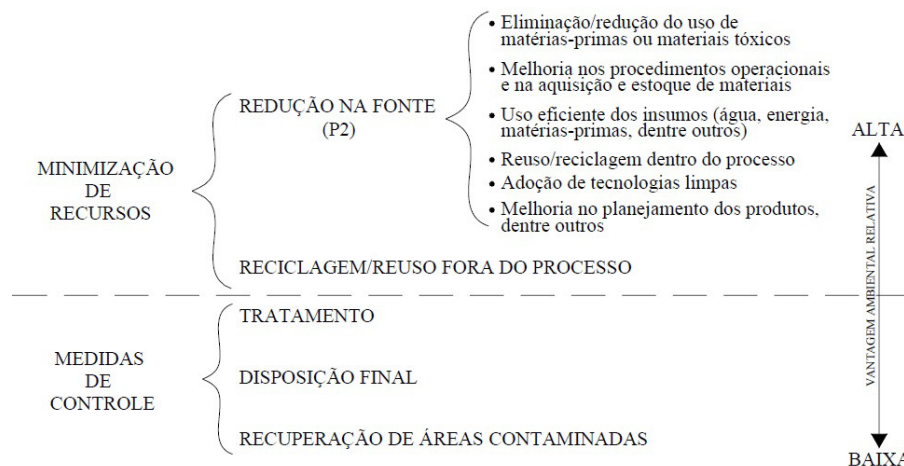 • Eliminação/redução do uso de
matérias-primas ou materiais tóxicos
• Melhoria nos procedimentos operacionais
e na aquisição e estoque de materiais
• Uso eficiente dos insumos (água, energia,
matérias-primas, dentre outros)
• Reuso/reciclagem dentro do processo
• Adoção de tecnologias limpas
• Melhoria no planejamento dos produtos,
dentre outros
REDUÇÃO NA FONTE
(P2)
MINIMIZAÇÃO
DE
RECURSOS
RECICLAGEM/REUSO FORA DO PROCESSO
TRATAMENTO
MEDIDAS
DE
CONTROLE
DISPOSIÇÃO FINAL
RECUPERAÇÃO DE ÁREAS CONTAMINADAS
ALTA
VANTAGEM AMBIENTAL RELATIVA
BAIXA